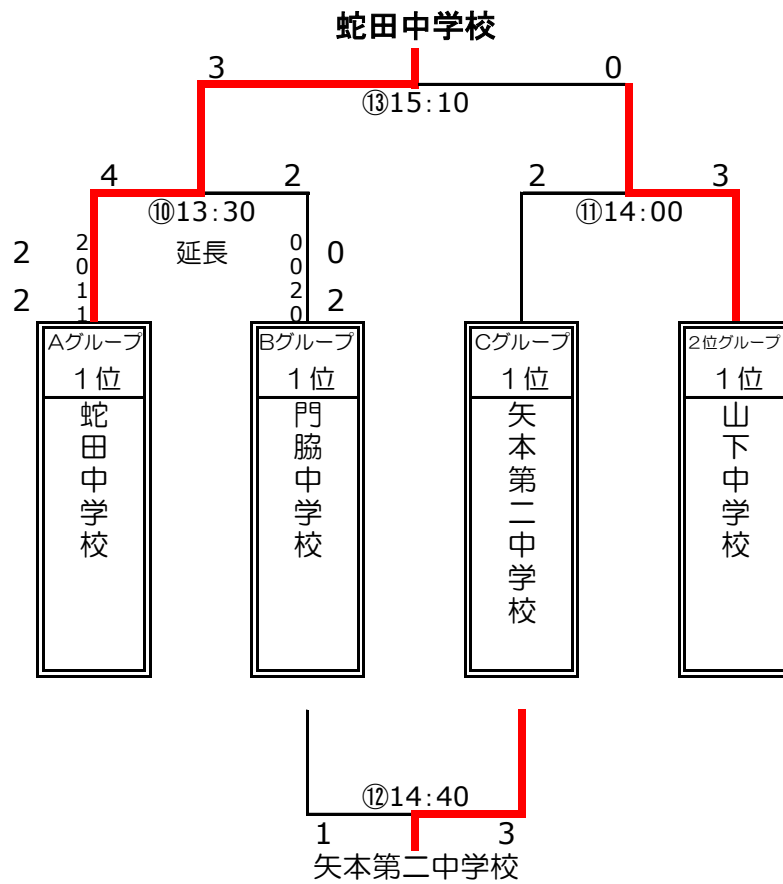 蛇田中学校
3 0
⑬15:10
4 2 2 3
⑩13:30 ⑪14:00
延長
2 2 0 0
0 0
2 1 2 2
1 0
Aグループ Bグループ Cグループ 2位グループ
1位 1位 1位 1位
蛇田中学校
門脇中学校
矢本第二中学校
山下中学校
⑫14:40
1 3
矢本第二中学校